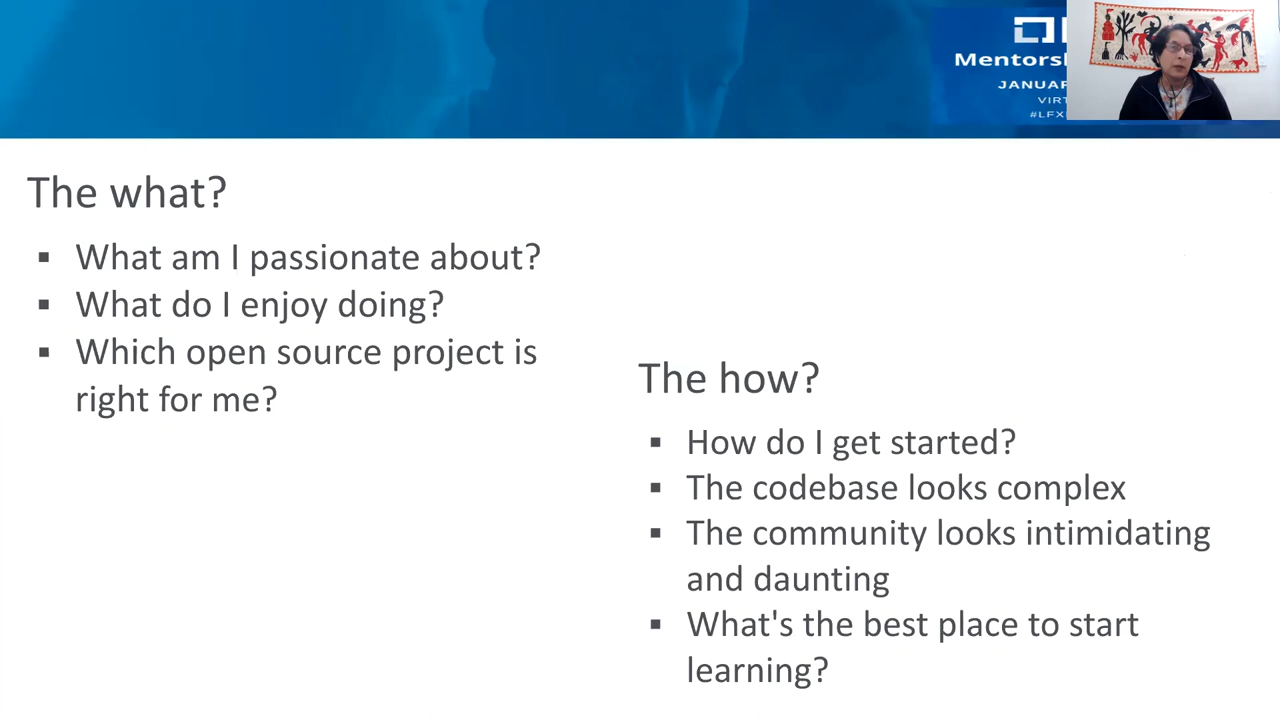 Mentors
JANUAR
VIRT
#LFX
The what?
▪ What am I passionate about?
▪ What do I enjoy doing?
▪ Which open source project is
right for me?
The how?
▪ How do I get started?
▪ The codebase looks complex
▪ The community looks intimidating
and daunting
▪ What's the best place to start
learning?